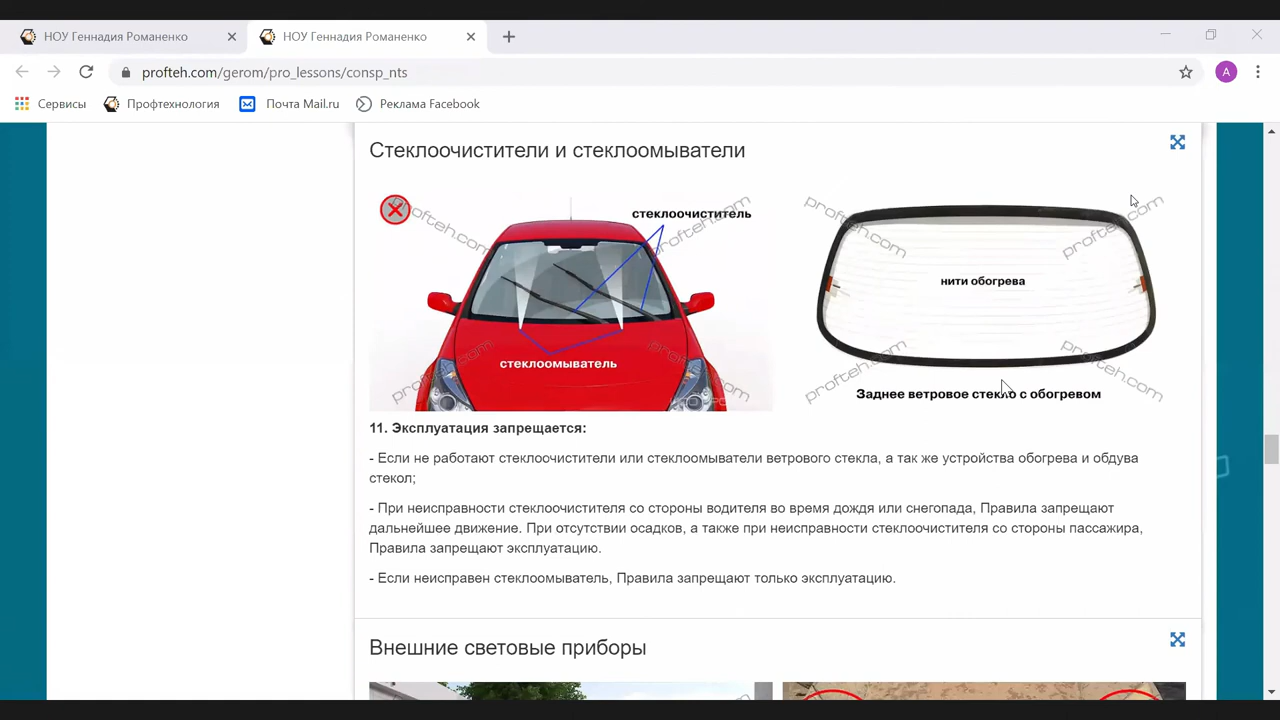 НОУ Геннадия Романенко
НОУ Геннадия Романенко
profteh.com/gerom/pro_lessons/consp_nts
A
Сервисы
Профтехнология
Почта Mail.ru
Реклама Facebook
Стеклоочистители и стеклоомыватели
profteh.com
profteh.com
стеклоочиститель
стеклоомыватель
profteh.com
profteh.com
profteh.com
profteh.com
нити обогрева
profteh.com
profteh.com
Заднее ветровое стекло с обогревом
11. Эксплуатация запрещается:
- Если не работают стеклоочистители или стеклоомыватели ветрового стекла, а так же устройства обогрева и обдува
стекол;
- При неисправности стеклоочистителя со стороны водителя во время дождя или снегопада, Правила запрещают
дальнейшее движение. При отсутствии осадков, а также при неисправности стеклоочистителя со стороны пассажира,
Правила запрещают эксплуатацию.
- Если неисправен стеклоомыватель, Правила запрещают только эксплуатацию.
Внешние световые приборы